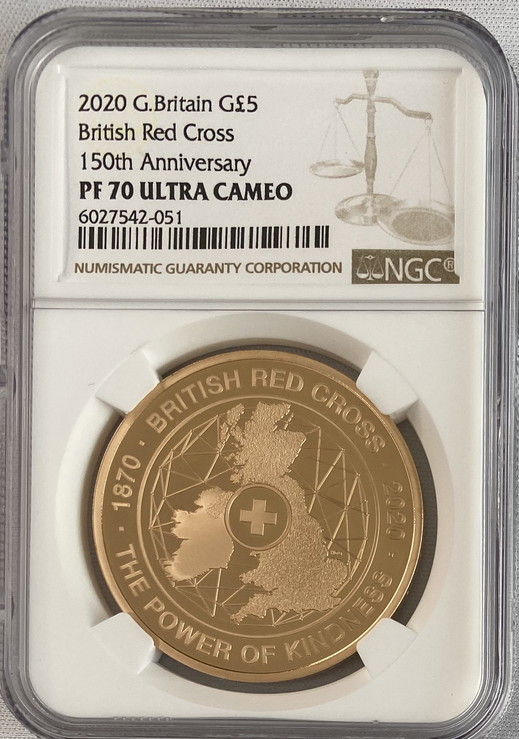 2020 G.Britain G£5
British Red Cross
150th Anniversary
PF 70 ULTRA CAMEO
6027542-051
NUMISMATIC GUARANTY CORPORATION
NGC®
1870 · BRITISH RED CROSS · 2020 ·
THE POWER OF KINDNESS